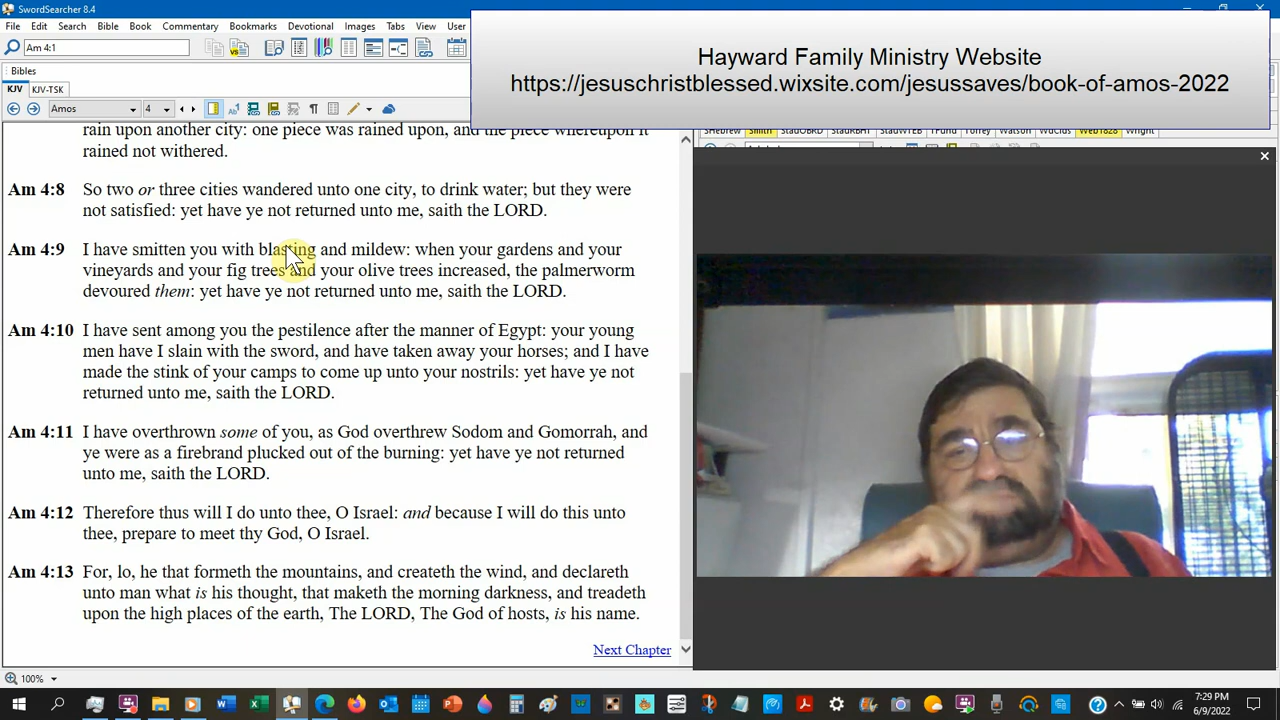 SwordSearcher 8.4
File Edit Search Bible Book Commentary Bookmarks Devotional Images Tabs View User
Am 4:1
Hayward Family Ministry Website
https://jesuschristblessed.wixsite.com/jesussaves/book-of-amos-2022
Bibles
KJV KJV-TSK
Amos 4
rain upon another city: one piece was rained upon, and the piece whereupon it
rained not withered.
Am 4:8 So two or three cities wandered unto one city, to drink water; but they were
not satisfied: yet have ye not returned unto me, saith the LORD.
Am 4:9 I have smitten you with blasting and mildew: when your gardens and your
vineyards and your fig trees and your olive trees increased, the palmerworm
devoured them: yet have ye not returned unto me, saith the LORD.
Am 4:10 I have sent among you the pestilence after the manner of Egypt: your young
men have I slain with the sword, and have taken away your horses; and I have
made the stink of your camps to come up unto your nostrils: yet have ye not
returned unto me, saith the LORD.
Am 4:11 I have overthrown some of you, as God overthrew Sodom and Gomorrah, and
ye were as a firebrand plucked out of the burning: yet have ye not returned
unto me, saith the LORD.
Am 4:12 Therefore thus will I do unto thee, O Israel: and because I will do this unto
thee, prepare to meet thy God, O Israel.
Am 4:13 For, lo, he that formeth the mountains, and createth the wind, and declareth
unto man what is his thought, that maketh the morning darkness, and treadeth
upon the high places of the earth, The LORD, The God of hosts, is his name.
Next Chapter
100%
7:29 PM
6/9/2022